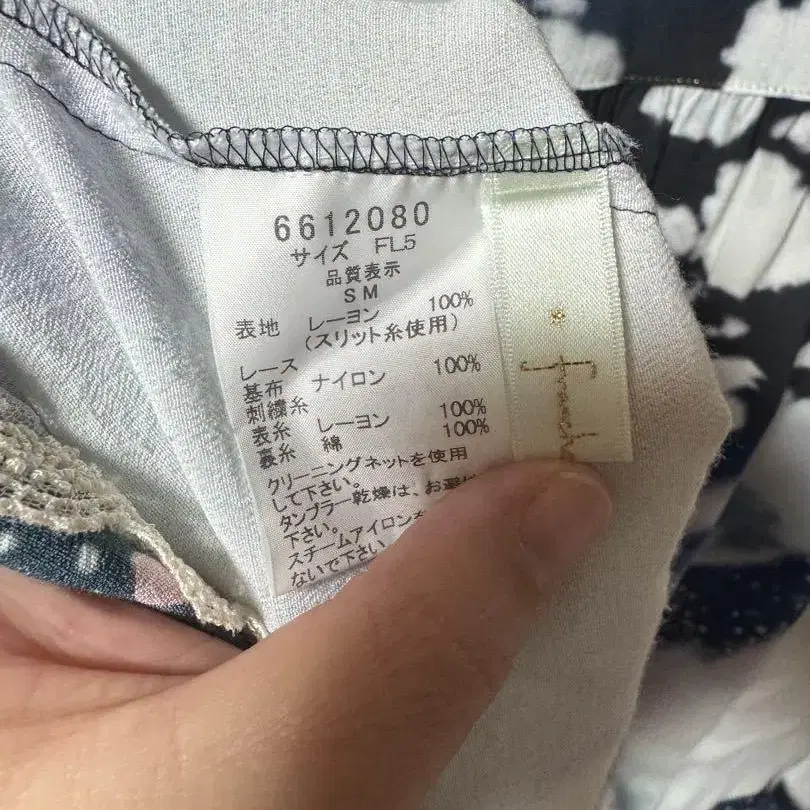 6612080
サイズ FL5
品質表示
SM
表地 レーヨン 100%
(スリット糸使用)
レース
基布 ナイロン 100%
刺繍糸
表糸 レーヨン 100%
裏糸 綿 100%
クリーニングネットを使用
して下さい。
タンブラー乾燥は、お避け
下さい。
スチームアイロンを
ないで下さい